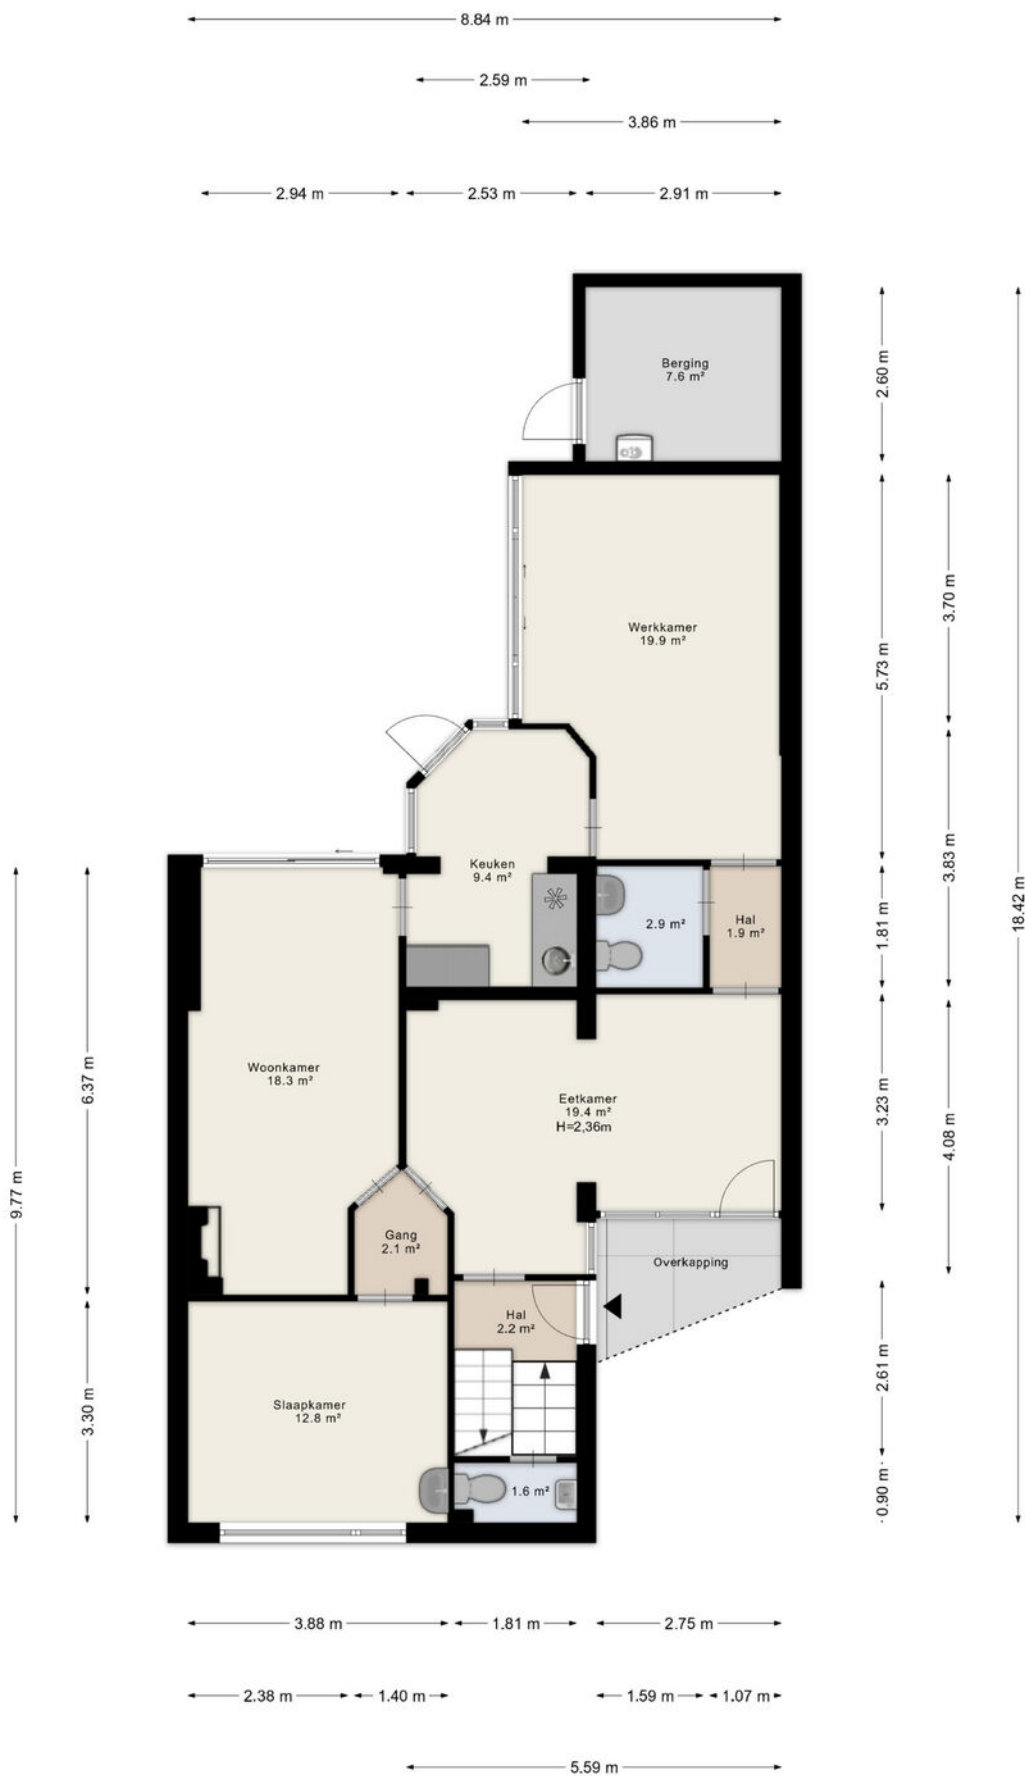 8.84 m
2.59 m
3.86 m
2.94 m
2.53 m
2.91 m
Berging
7.6 m²
2.60 m
Werkkamer
19.9 m²
5.73 m
3.70 m
Keuken
9.4 m²
2.9 m²
Hal
1.9 m²
1.81 m
3.83 m
18.42 m
Woonkamer
18.3 m²
6.37 m
Eetkamer
19.4 m²
H=2,36m
3.23 m
4.08 m
9.77 m
Gang
2.1 m²
Overkapping
Hal
2.2 m²
2.61 m
Slaapkamer
12.8 m²
3.30 m
1.6 m²
0.90 m
3.88 m
1.81 m
2.75 m
2.38 m
1.40 m
1.59 m
1.07 m
5.59 m